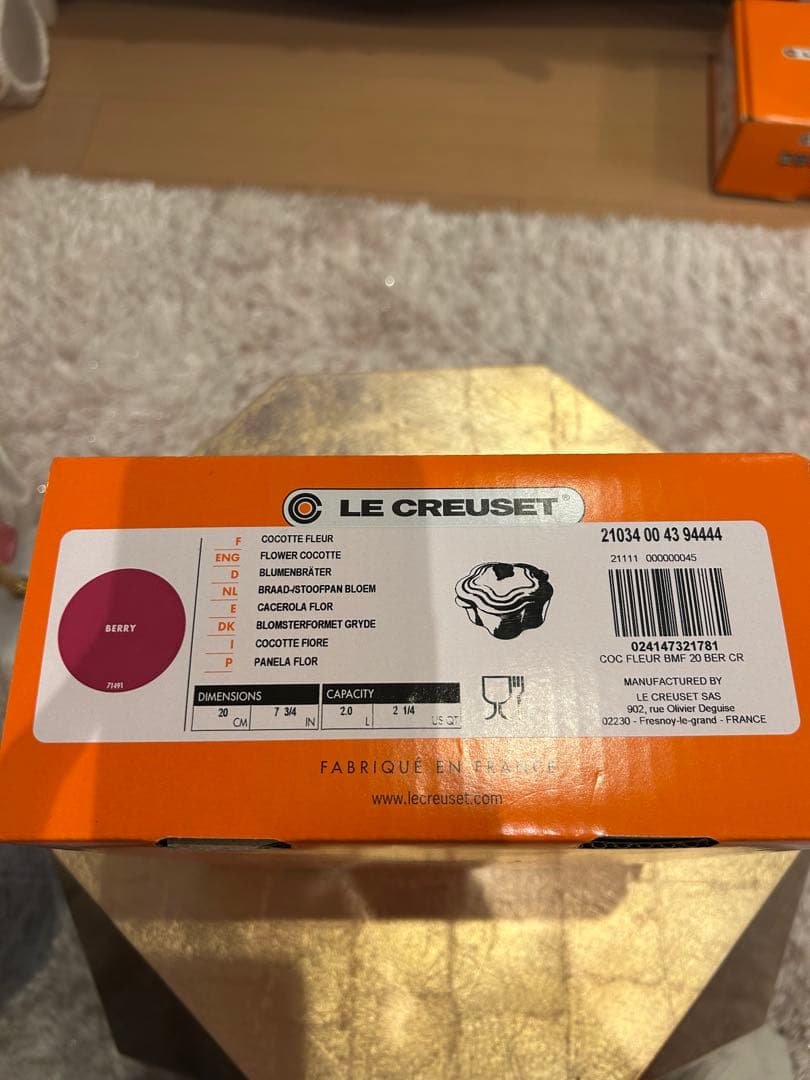 LE CREUSET®
BERRY
71491
F COCOTTE FLEUR
ENG FLOWER COCOTTE
D BLUMENBRÄTER
NL BRAAD-/STOOFPAN BLOEM
E CACEROLA FLOR
DK BLOMSTERFORMET GRYDE
I COCOTTE FIORE
P PANELA FLOR
DIMENSIONS
20 CM 7 3/4 IN
CAPACITY
2.0 L 2 1/4 US QT
21034 00 43 94444
21111 000000045
024147321781
COC FLEUR BMF 20 BER CR
MANUFACTURED BY
LE CREUSET SAS
902, rue Olivier Deguise
02230 - Fresnoy-le-grand - FRANCE
FABRIQUÉ EN FRANCE
www.lecreuset.com